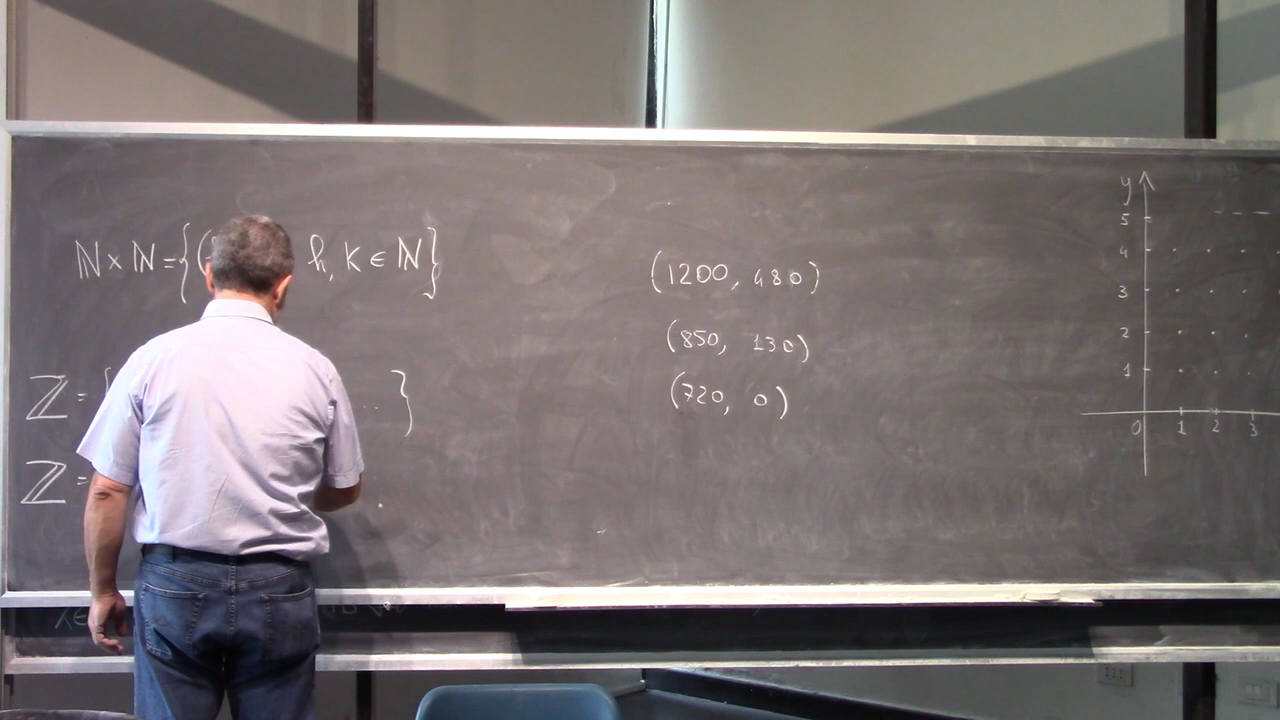 ℕ × ℕ = { ( h, k ∈ ℕ }
ℤ = { ... }
ℤ =
(1200, 480)
(850, 130)
(720, 0)
y
5
4
3
2
1
0 1 2 3